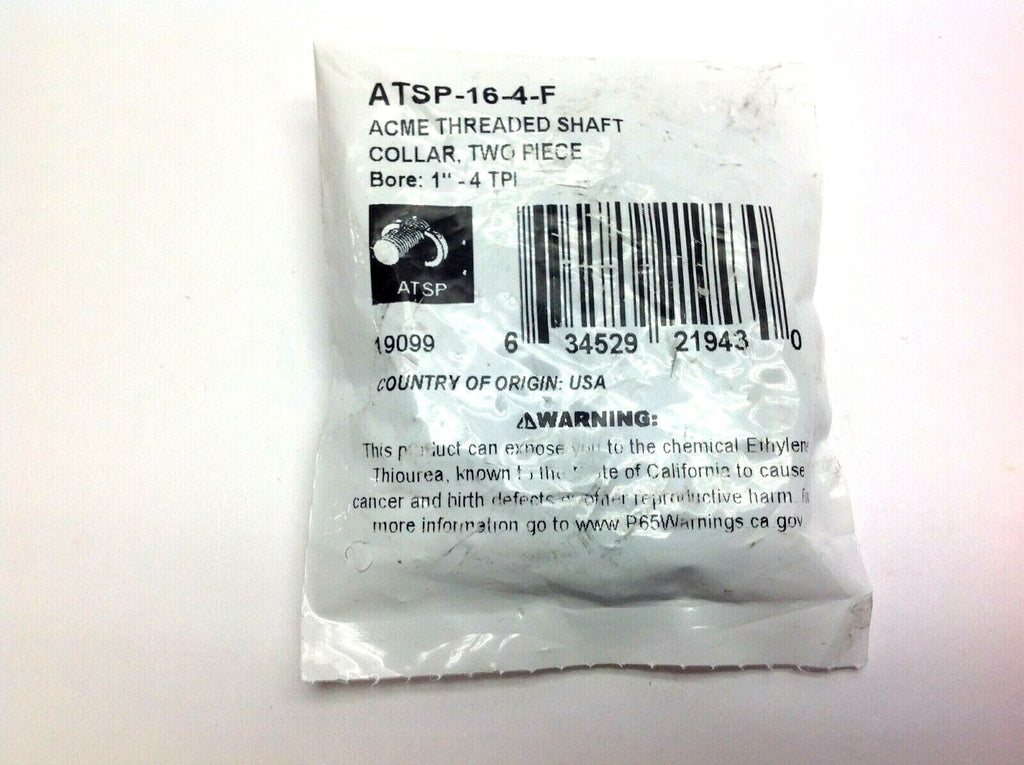 ATSP-16-4-F
ACME THREADED SHAFT
COLLAR, TWO PIECE
Bore: 1" - 4 TPI
ATSP
19099
6 34529 21943 0
COUNTRY OF ORIGIN: USA
⚠WARNING:
This product can expose you to the chemical Ethylen
Thiourea, known to the State of California to cause
cancer and birth defects or other reproductive harm.
more information go to www.P65Warnings.ca.gov